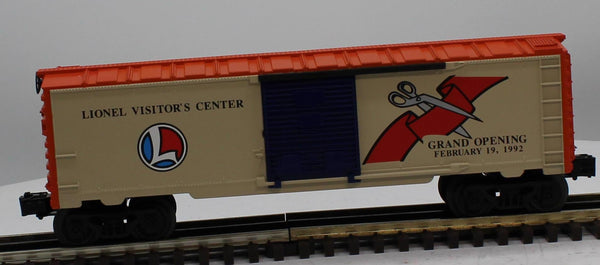 LIONEL VISITOR'S CENTER
L
GRAND OPENING
FEBRUARY 19, 1992